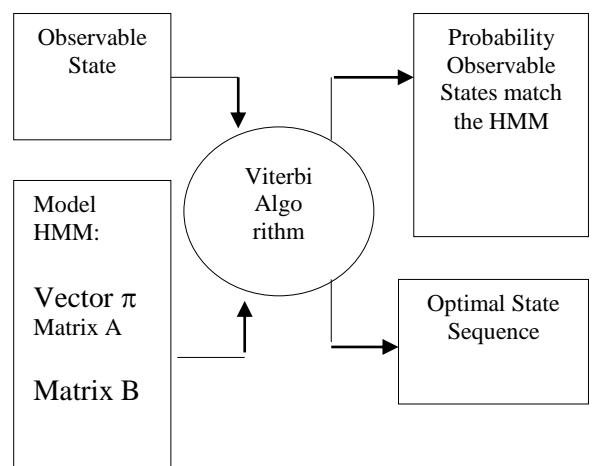 Observable
State
Model
HMM:
Vector π
Matrix A
Matrix B
Viterbi
Algo
rithm
Probability
Observable
States match
the HMM
Optimal State
Sequence